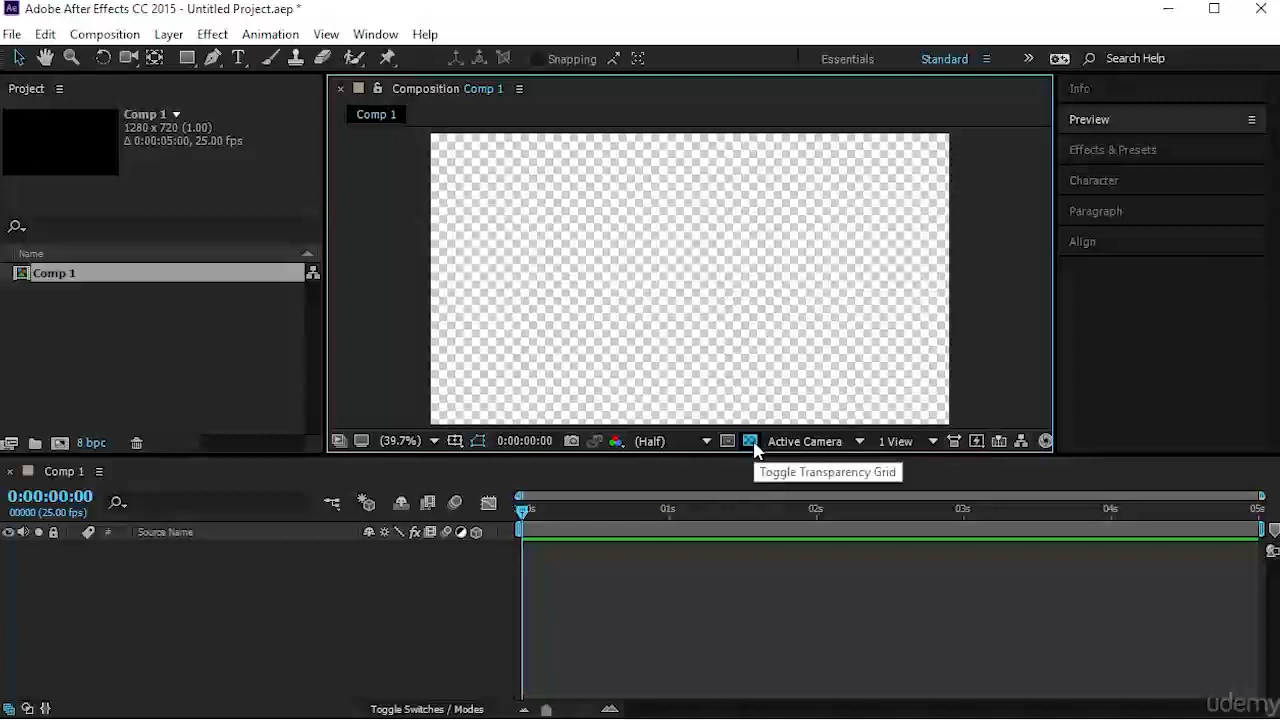 Ae Adobe After Effects CC 2015 - Untitled Project.aep *
File Edit Composition Layer Effect Animation View Window Help
T Snapping Essentials Standard Search Help
Project
Comp 1
1280 x 720 (1.00)
Δ 0:00:05:00, 25.00 fps
Name
Comp 1
8 bpc
Composition Comp 1
Comp 1
(39.7%) 0:00:00:00 (Half) Active Camera 1 View
Toggle Transparency Grid
Info
Preview
Effects & Presets
Character
Paragraph
Align
Comp 1
0:00:00:00
00000 (25.00 fps)
# Source Name fx
0s 01s 02s 03s 04s 05s
Toggle Switches / Modes
udemy